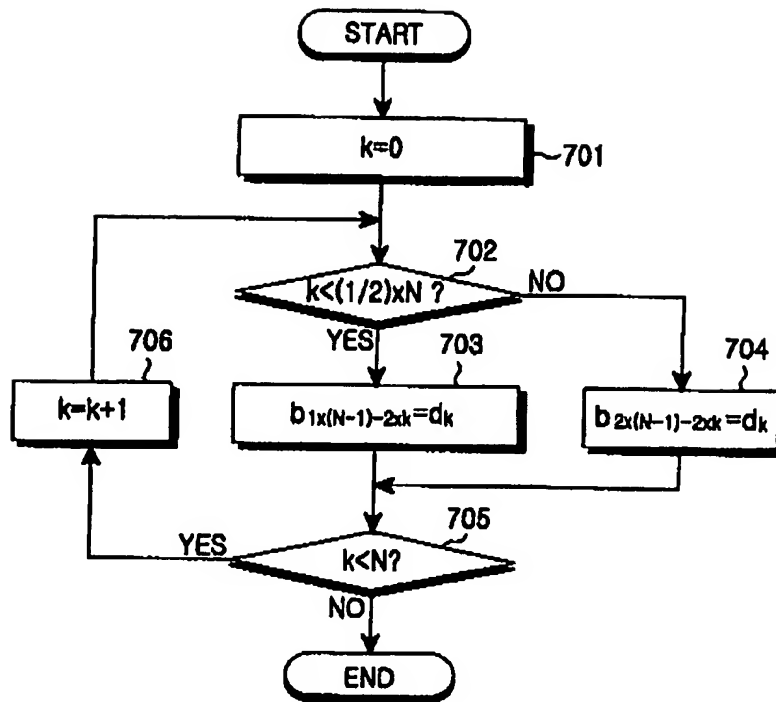 START
k=0
701
702
k<(1/2)xN ?
NO
YES
706
703
704
k=k+1
b1x(N-1)-2xk=dk
b2x(N-1)-2xk=dk
705
YES
k<N?
NO
END